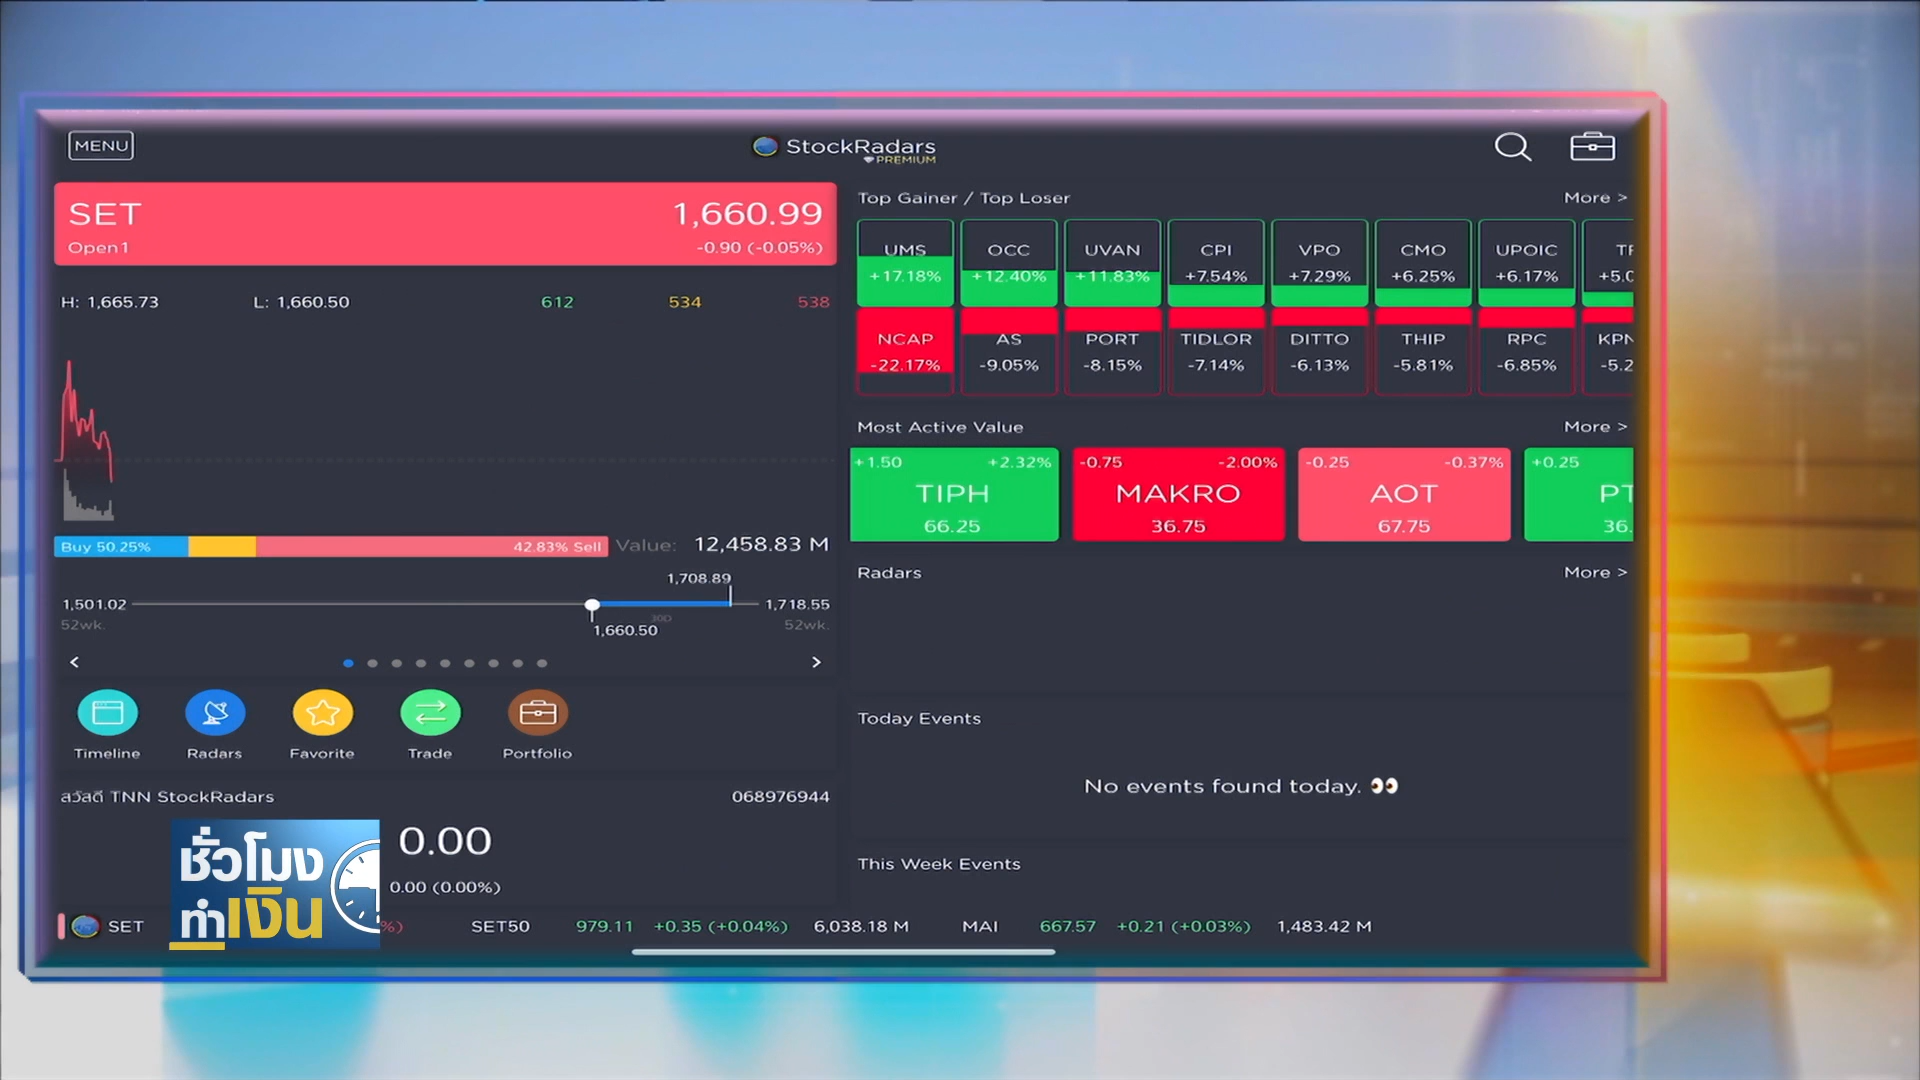 MENU
StockRadars
PREMIUM
SET
1,660.99
Open1
-0.90 (-0.05%)
H: 1,665.73
L: 1,660.50
612
534
538
Buy 50.25%
42.83% Sell
Value:
12,458.83 M
1,708.89
1,501.02
1,718.55
52wk.
30D
52wk.
1,660.50
<
>
Timeline
Radars
Favorite
Trade
Portfolio
สวัสดี TNN StockRadars
068976944
0.00
0.00 (0.00%)
ชั่วโมง
ทำเงิน
Top Gainer / Top Loser
More >
UMS
+17.18%
OCC
+12.40%
UVAN
+11.83%
CPI
+7.54%
VPO
+7.29%
CMO
+6.25%
UPOIC
+6.17%
+5.0
NCAP
-22.17%
AS
-9.05%
PORT
-8.15%
TIDLOR
-7.14%
DITTO
-6.13%
THIP
-5.81%
RPC
-6.85%
KPN
-5.2
Most Active Value
More >
+1.50
+2.32%
TIPH
66.25
-0.75
-2.00%
MAKRO
36.75
-0.25
-0.37%
AOT
67.75
+0.25
PT
36.
Radars
More >
Today Events
No events found today. 👀
This Week Events
SET
%)
SET50
979.11
+0.35 (+0.04%)
6,038.18 M
MAI
667.57
+0.21 (+0.03%)
1,483.42 M